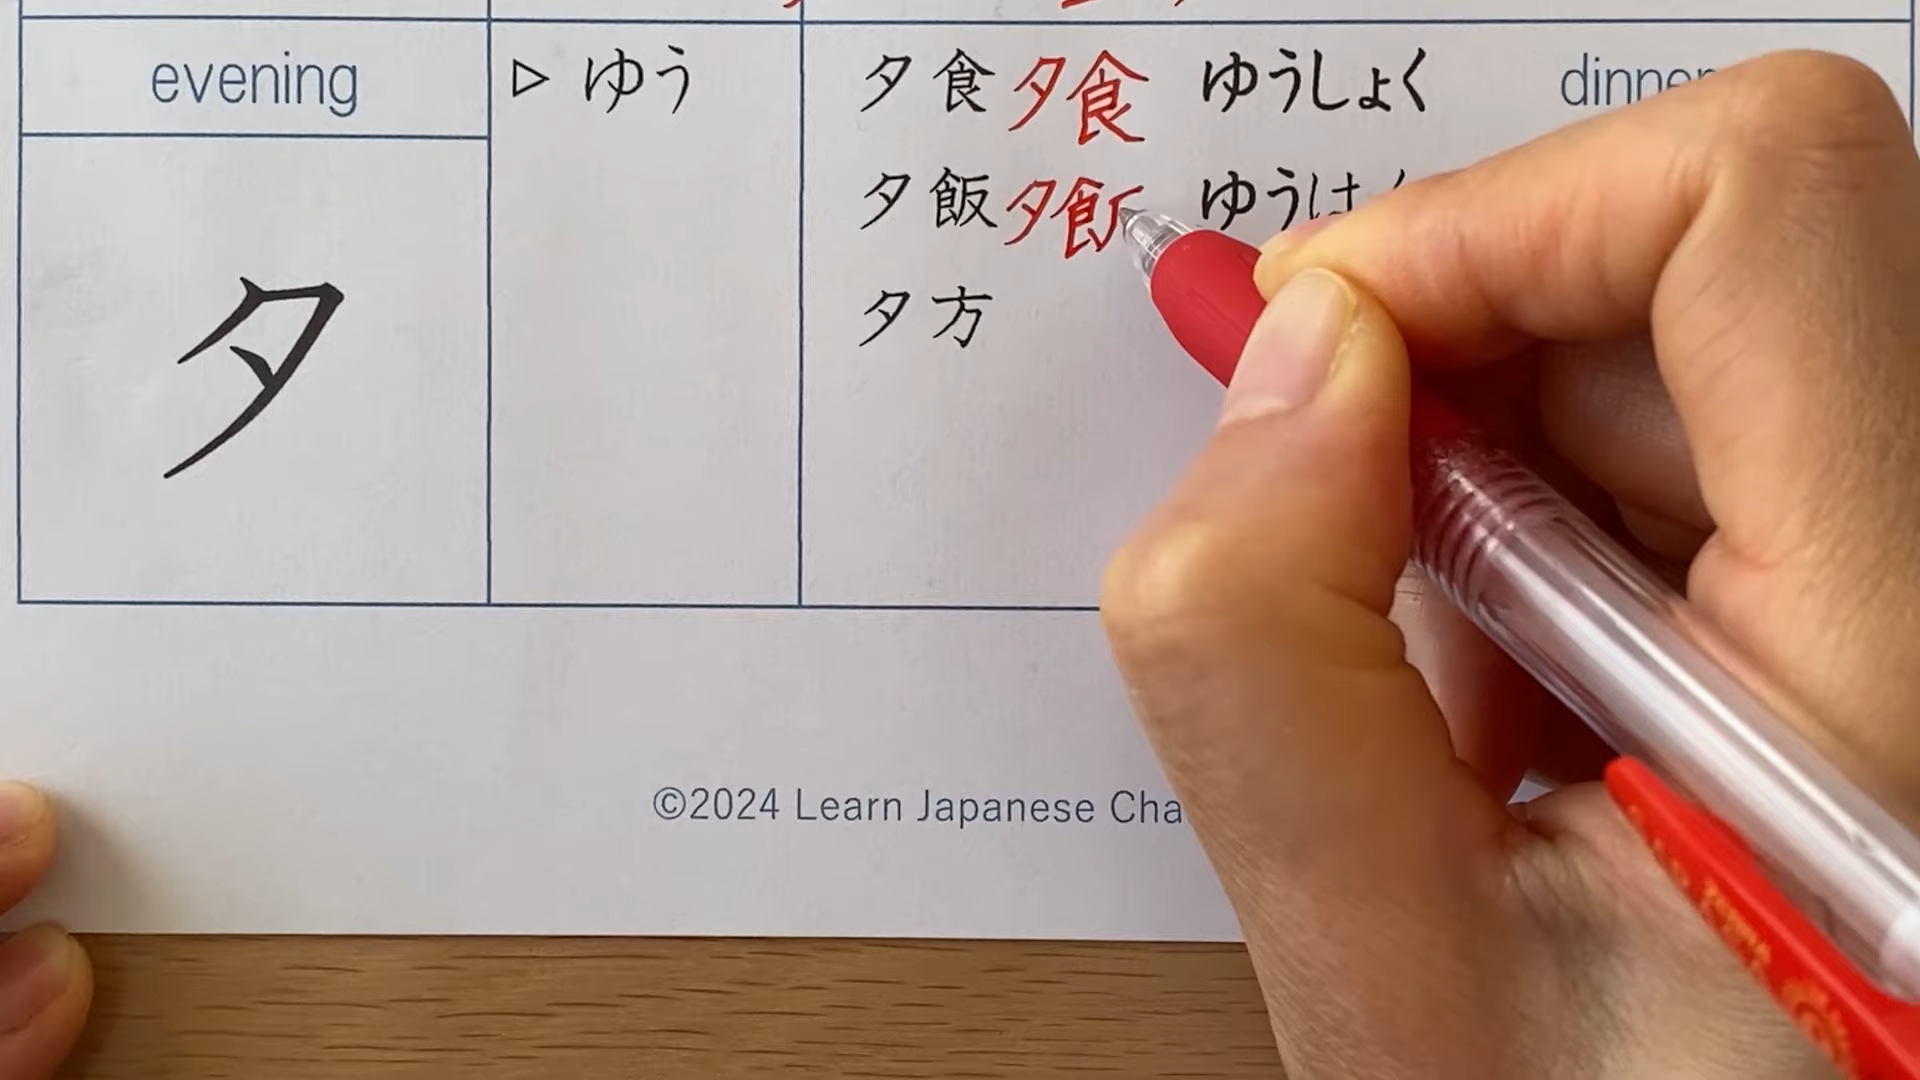 evening
▷ ゆう
夕食 夕食 ゆうしょく dinner
夕飯 夕 ゆうは
夕方
夕
©2024 Learn Japanese Cha